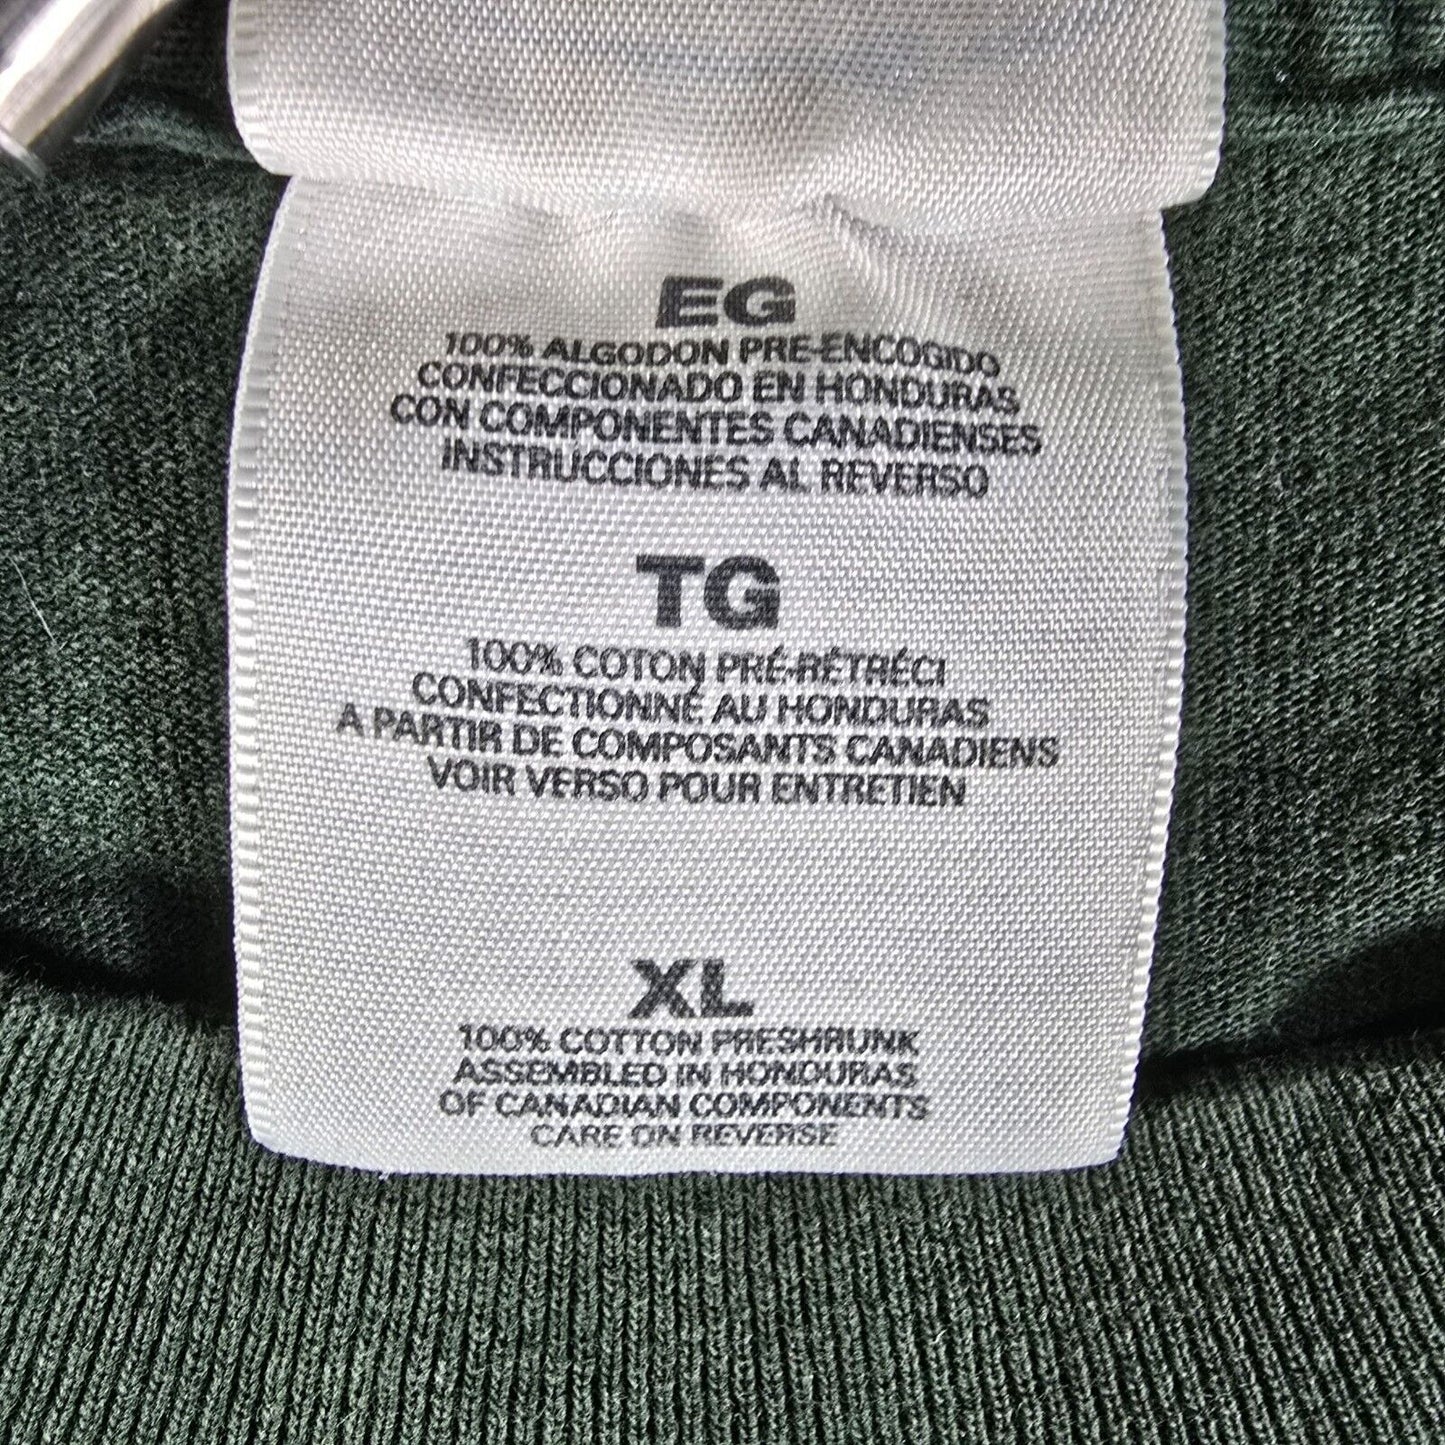 EG
100% ALGODON PRE-ENCOGIDO
CONFECCIONADO EN HONDURAS
CON COMPONENTES CANADIENSES
INSTRUCCIONES AL REVERSO
TG
100% COTON PRÉ-RÉTRÉCI
CONFECTIONNÉ AU HONDURAS
A PARTIR DE COMPOSANTS CANADIENS
VOIR VERSO POUR ENTRETIEN
XL
100% COTTON PRESHRUNK
ASSEMBLED IN HONDURAS
OF CANADIAN COMPONENTS
CARE ON REVERSE